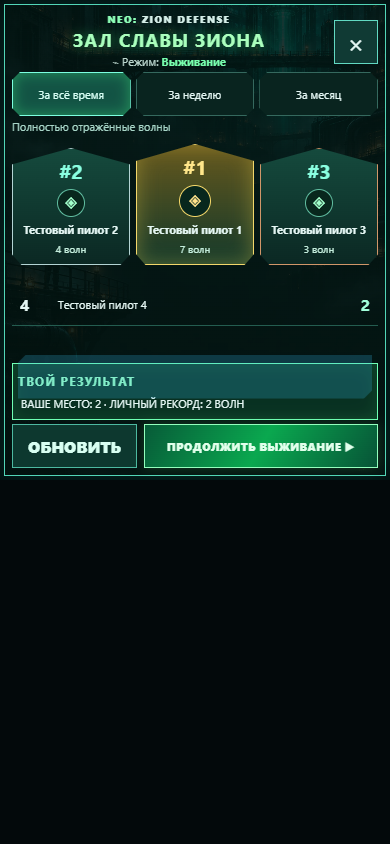 NEO: ZION DEFENSE
ЗАЛ СЛАВЫ ЗИОНА
~ Режим: Выживание
×
За всё время
За неделю
За месяц
Полностью отражённые волны
#2
Тестовый пилот 2
4 волн
#1
Тестовый пилот 1
7 волн
#3
Тестовый пилот 3
3 волн
4 Тестовый пилот 4 2
ТВОЙ РЕЗУЛЬТАТ
ВАШЕ МЕСТО: 2 · ЛИЧНЫЙ РЕКОРД: 2 ВОЛН
ОБНОВИТЬ
ПРОДОЛЖИТЬ ВЫЖИВАНИЕ ▶